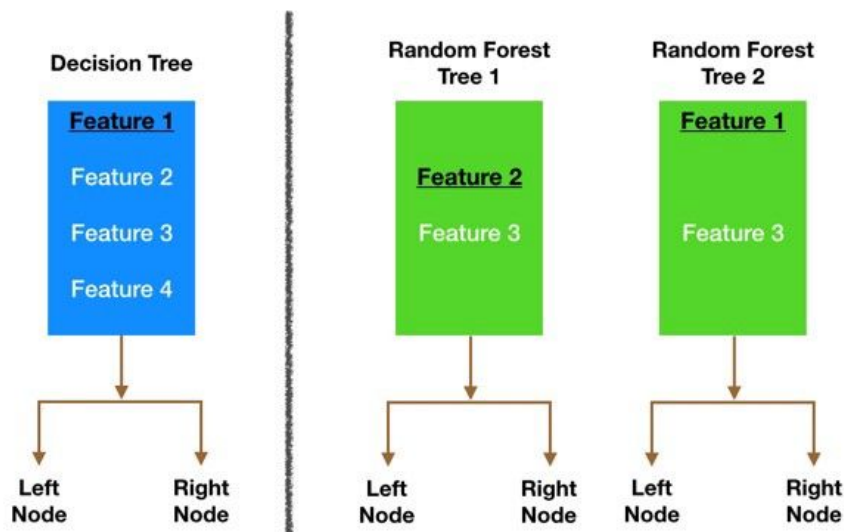 Decision Tree
Feature 1
Feature 2
Feature 3
Feature 4
Left
Node
Right
Node
Random Forest
Tree 1
Feature 2
Feature 3
Left
Node
Right
Node
Random Forest
Tree 2
Feature 1
Feature 3
Left
Node
Right
Node